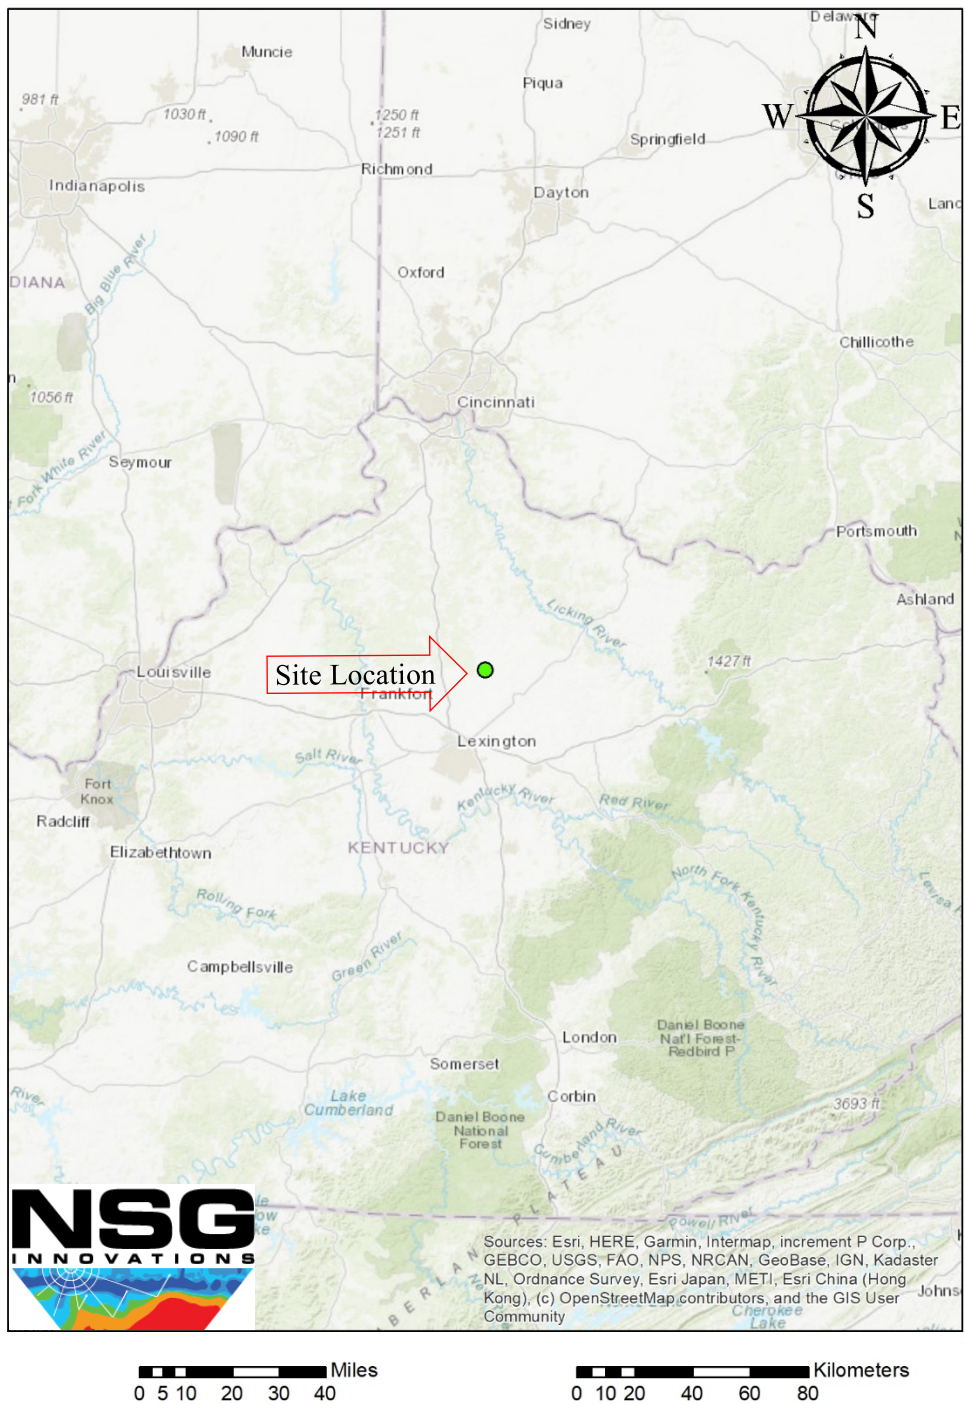 Sidney
Delaware
N
Muncie
Piqua
981 ft
1030 ft
1250 ft
W
E
1090 ft
1251 ft
Springfield
Richmond
Indianapolis
Dayton
S
Oxford
DIANA
Big Blue River
Chillicothe
1056 ft
Cincinnati
Seymour
Fork White River
Portsmouth
Ashland
Licking River
Louisville
Site Location
1427 ft
Frankfort
Lexington
Salt River
Fort
Knox
Kentucky River
Red River
Radcliff
KENTUCKY
Elizabethtown
North Fork Kentucky River
Levisa
Rolling Fork
Green River
Campbellsville
London
Daniel Boone
Nat'l Forest-
Redbird P
Somerset
River
Lake
Cumberland
Corbin
3693 ft
Daniel Boone
National
Forest
Cumberland River
PLATEAU
NSG
INNOVATIONS
Powell River
Sources: Esri, HERE, Garmin, Intermap, increment P Corp.,
GEBCO, USGS, FAO, NPS, NRCAN, GeoBase, IGN, Kadaster
NL, Ordnance Survey, Esri Japan, METI, Esri China (Hong
Kong), (c) OpenStreetMap contributors, and the GIS User
Community
Johns
Cherokee
Lake
Miles
0 5 10 20 30 40
Kilometers
0 10 20 40 60 80